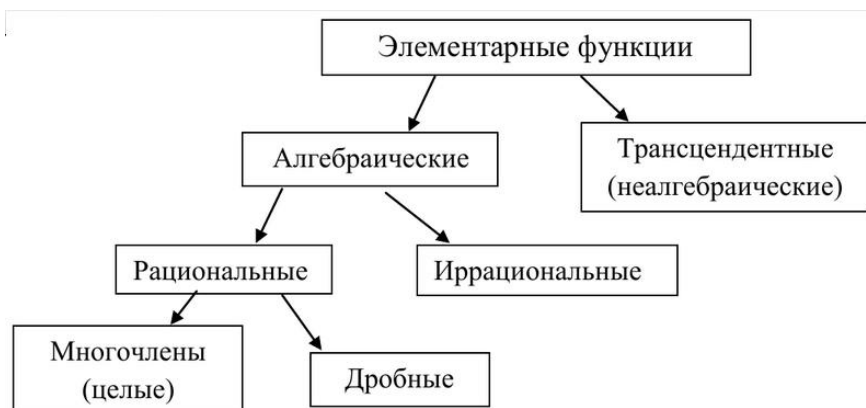 Элементарные функции
Алгебраические
Трансцендентные
(неалгебраические)
Рациональные
Иррациональные
Многочлены
(целые)
Дробные